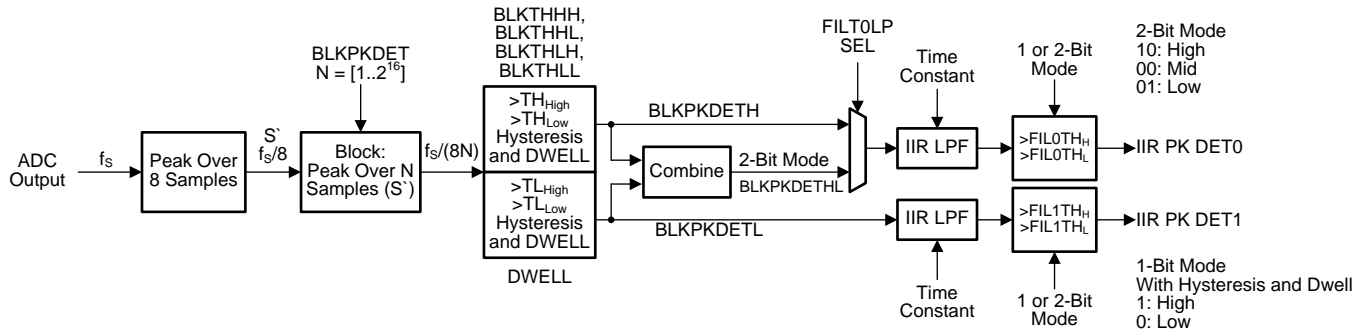 ADC
Output
fS
Peak Over
8 Samples
S`
fS/8
BLKPKDET
N = [1..2^16]
Block:
Peak Over N
Samples (S`)
fS/(8N)
BLKTHHH,
BLKTHHL,
BLKTHLH,
BLKTHLL
>THHigh
>THLow
Hysteresis
and DWELL
>TLHigh
>TLLow
Hysteresis
and DWELL
DWELL
BLKPKDETH
Combine
2-Bit Mode
BLKPKDETHL
BLKPKDETL
FILT0LP
SEL
Time
Constant
IIR LPF
1 or 2-Bit
Mode
>FIL0THH
>FIL0THL
IIR PK DET0
2-Bit Mode
10: High
00: Mid
01: Low
IIR LPF
Time
Constant
>FIL1THH
>FIL1THL
1 or 2-Bit
Mode
IIR PK DET1
1-Bit Mode
With Hysteresis and Dwell
1: High
0: Low